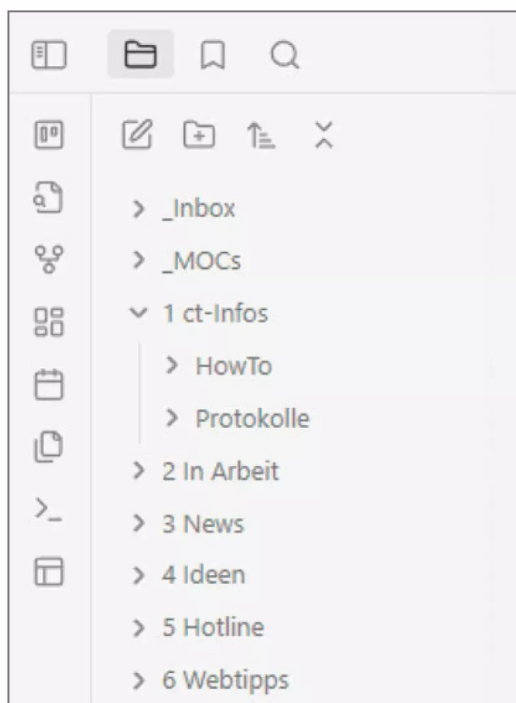 _Inbox
_MOCs
1 ct-Infos
HowTo
Protokolle
2 In Arbeit
3 News
4 Ideen
5 Hotline
6 Webtipps